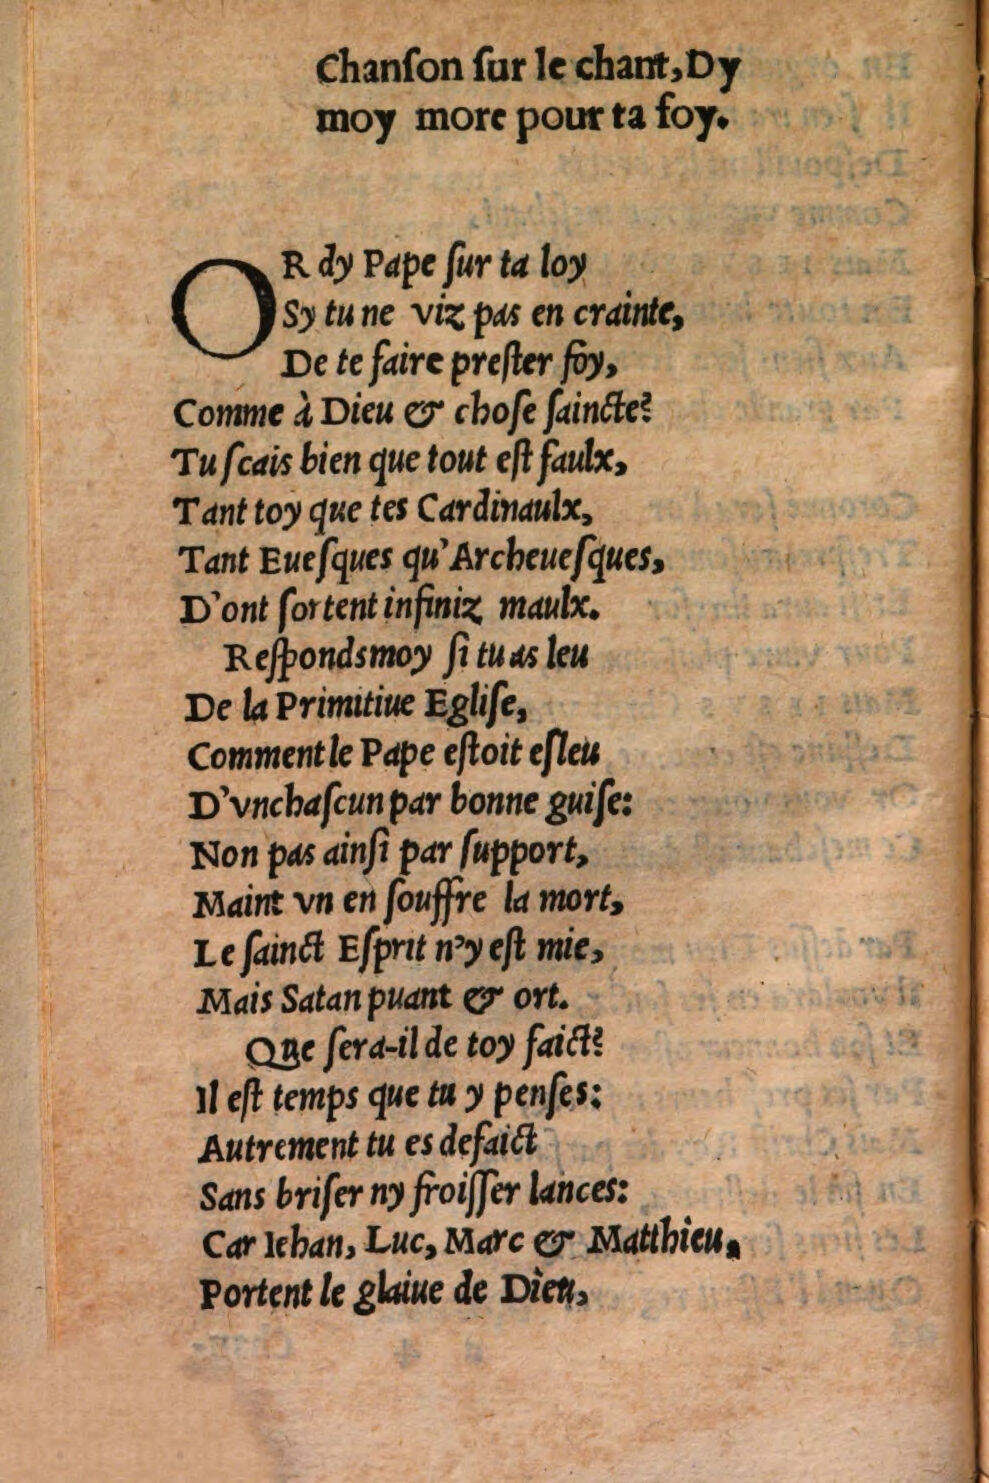 Chanſon ſur le chant, Dy
moy more pour ta foy.
OR dy Pape ſur ta loy
Sy tu ne viz pas en crainte,
De te faire preſter foy,
Comme à Dieu & choſe ſaincte?
Tu ſcais bien que tout eſt faulx,
Tant toy que tes Cardinaulx,
Tant Eueſques qu'Archeueſques,
D'ont ſortent infiniz maulx.
Reſponds moy ſi tu as leu
De la Primitiue Egliſe,
Comment le Pape eſtoit eſleu
D'vn chaſcun par bonne guiſe:
Non pas ainſi par ſupport,
Maint vn en ſouffre la mort,
Le ſainct Eſprit n'y eſt mie,
Mais Satan puant & ort.
Que ſera-il de toy faict?
Il eſt temps que tu y penſes:
Autrement tu es defaict
Sans briſer ny froiſſer lances:
Car Iehan, Luc, Marc & Matthieu,
Portent le glaiue de Dieu,